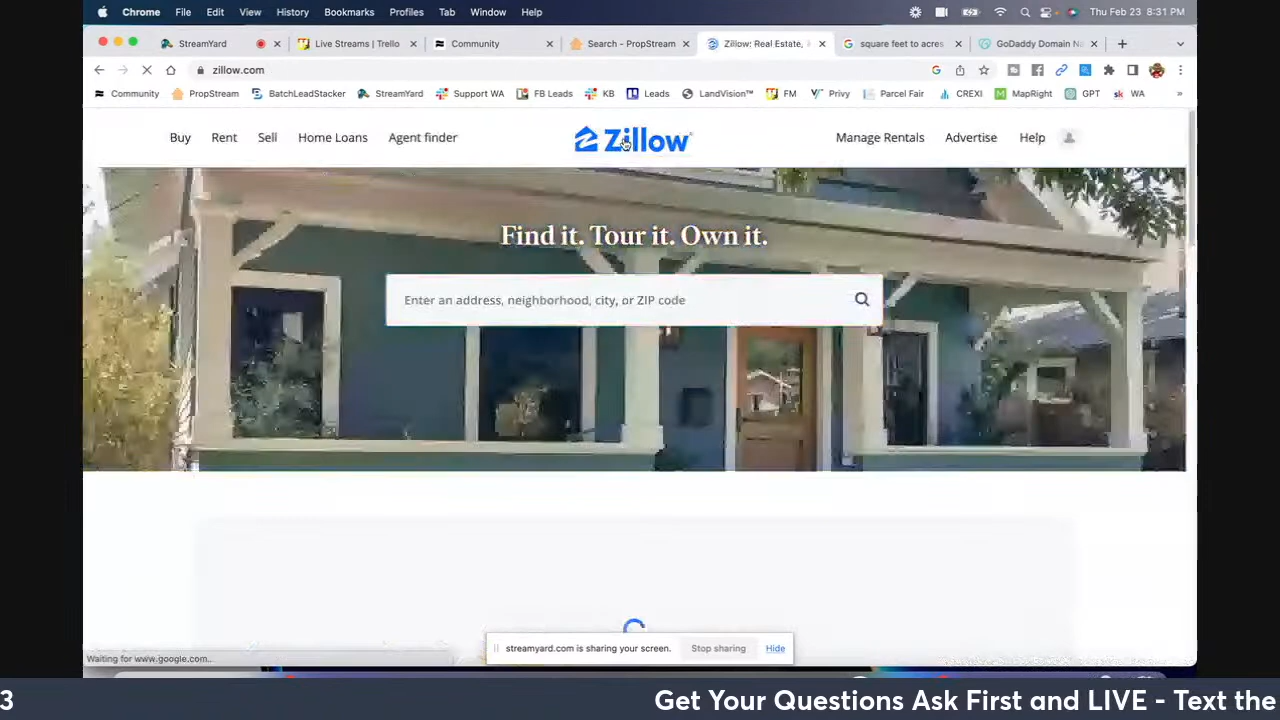 Chrome File Edit View History Bookmarks Profiles Tab Window Help Thu Feb 23 8:31 PM
StreamYard Live Streams | Trello Community Search - PropStream Zillow: Real Estate, square feet to acres GoDaddy Domain Na
zillow.com
Community PropStream BatchLeadStacker StreamYard Support WA FB Leads KB Leads LandVision™ FM Privy Parcel Fair CREXI MapRight GPT WA
Buy Rent Sell Home Loans Agent finder Zillow Manage Rentals Advertise Help
Find it. Tour it. Own it.
Enter an address, neighborhood, city, or ZIP code
streamyard.com is sharing your screen. Stop sharing Hide
Waiting for www.google.com...
3 Get Your Questions Ask First and LIVE - Text the